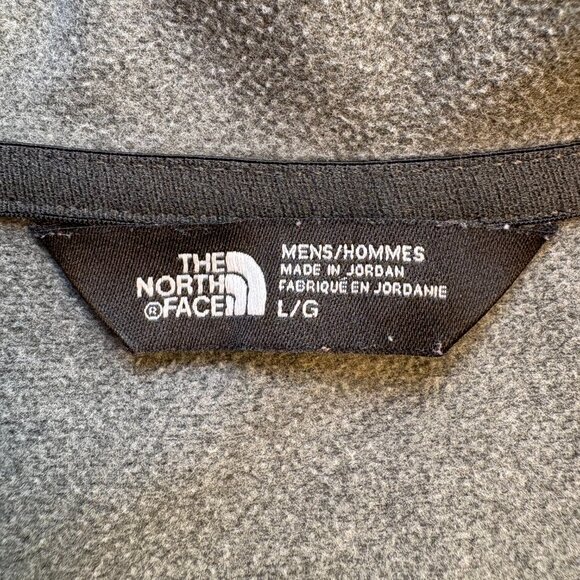 THE
NORTH
®FACE
MENS/HOMMES
MADE IN JORDAN
FABRIQUÉ EN JORDANIE
L/G